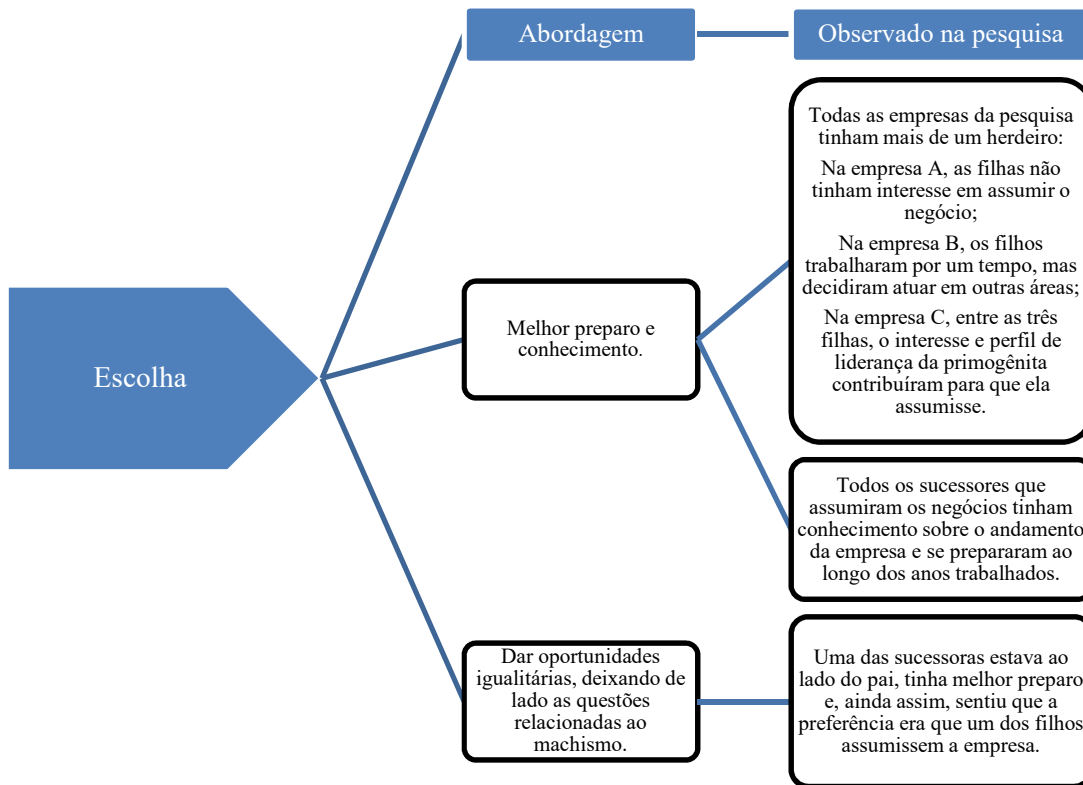 Abordagem
Observado na pesquisa
Escolha
Melhor preparo e
conhecimento.
Todas as empresas da pesquisa
tinham mais de um herdeiro:
Na empresa A, as filhas não
tinham interesse em assumir o
negócio;
Na empresa B, os filhos
trabalharam por um tempo, mas
decidiram atuar em outras áreas;
Na empresa C, entre as três
filhas, o interesse e perfil de
liderança da primogênita
contribuíram para que ela
assumisse.
Todos os sucessores que
assumiram os negócios tinham
conhecimento sobre o andamento
da empresa e se prepararam ao
longo dos anos trabalhados.
Dar oportunidades
igualitárias, deixando de
lado as questões
relacionadas ao
machismo.
Uma das sucessoras estava ao
lado do pai, tinha melhor preparo
e, ainda assim, sentiu que a
preferência era que um dos filhos
assumissem a empresa.